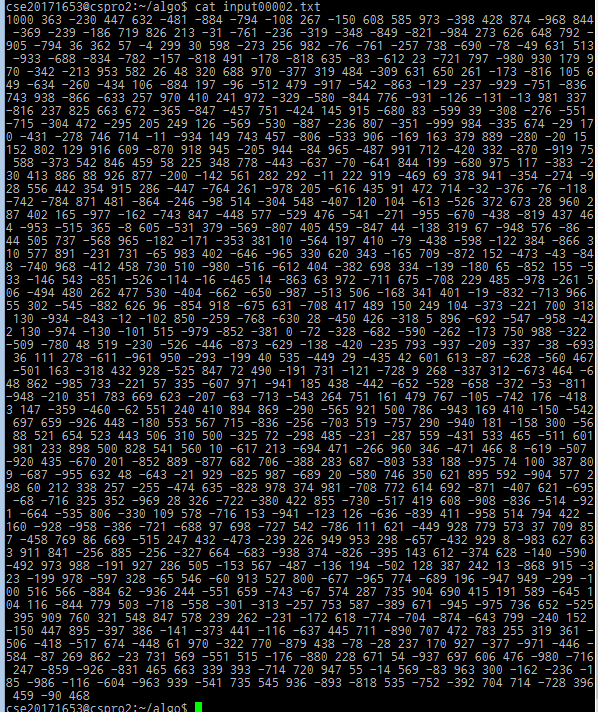 cse20171653@cspro2:~/algo$ cat input00002.txt
1000 363 -230 447 632 -481 -884 -794 -108 267 -150 608 585 973 -398 428 874 -968 844
 -369 -239 -186 719 826 213 -31 -271 236 -349 -849 -821 -984 273 626 648 792 -
905 -794 36 362 57 -4 299 30 598 -273 256 982 -76 -761 -257 738 -690 -78 -49 631 513
 -933 -688 -834 -782 -157 -818 491 -178 -818 635 -83 -612 23 -721 797 -980 930 179 9
70 -342 -213 953 582 26 48 320 688 970 -377 319 484 -309 631 650 261 -173 -816 105 6
49 -634 -260 -434 106 -884 197 -96 -512 479 -917 -542 -863 -129 -237 -929 -751 -836
743 938 -866 -633 257 970 410 241 972 -329 -580 -844 776 -931 -126 -131 -13 981 337
-816 237 825 663 672 -365 -847 -457 751 -424 145 915 -680 83 -599 39 -308 -276 -551
-715 -304 472 -295 205 249 126 -569 -530 -887 -236 807 -351 -999 984 -335 674 -29 17
0 -431 -278 746 714 -11 -934 149 743 457 -806 -533 906 -169 163 379 889 -280 -20 15
152 802 129 916 609 -870 918 945 -205 944 -84 965 -487 991 712 -420 332 -870 -919 75
 588 -373 542 846 459 58 225 348 778 -443 -637 -70 -641 844 199 -680 975 117 -383 -2
30 413 886 88 926 877 -200 -142 561 282 292 -11 222 919 -469 69 378 941 -354 -274 -9
28 556 442 354 915 286 -447 -764 261 -978 205 -616 435 91 472 714 -32 -376 -76 -118
-742 -784 871 481 -864 -246 -98 514 -304 548 -407 120 104 -613 -526 372 673 28 960 2
87 402 165 -977 -162 -743 847 -448 577 -529 476 -541 -271 -955 -670 -438 -819 437 46
4 -953 -515 365 -8 605 -531 379 -569 -807 405 459 -847 44 -138 319 67 -948 576 -86 -
44 505 737 -568 965 -182 -171 -353 381 10 -564 197 410 -79 -438 -598 -122 384 -866 3
10 577 891 -231 731 -65 983 402 -646 -965 330 620 343 -165 709 -872 152 -473 -43 -84
8 -740 968 -412 458 730 510 -980 -516 -612 404 -382 698 334 -139 -180 65 -852 155 -5
33 -146 543 -851 -526 -114 -16 -465 14 -863 63 972 -711 675 -708 229 485 -978 -261 5
06 -494 480 262 477 530 -404 -662 -650 -987 -513 506 -168 341 401 -19 -832 -713 966
55 302 -545 -882 626 96 -854 918 -675 631 -708 417 489 150 249 104 -373 -221 700 318
 130 -934 -843 -12 -102 850 -259 -768 -630 28 -450 426 -318 5 896 -692 -547 -958 -42
2 130 -974 -130 -101 515 -979 -852 -381 0 -72 -328 -682 -590 -262 -173 750 988 -322
-509 -780 48 519 -230 -526 -446 -873 -629 -138 -420 -235 793 -937 -209 -337 -38 -693
 36 111 278 -611 -961 950 -293 -199 40 535 -449 29 -435 42 601 613 -87 -628 -560 467
 -501 163 -318 432 928 -525 847 72 490 -191 731 -121 -728 9 268 -337 312 -673 464 -6
48 862 -985 733 -221 57 335 -607 971 -941 185 438 -442 -652 -528 -658 -372 -53 -811
-948 -210 351 783 669 623 -207 -63 -713 -543 264 751 161 479 767 -105 -742 176 -418
3 147 -359 -460 -62 551 240 410 894 869 -290 -565 921 500 786 -943 169 410 -150 -542
 697 659 -926 448 -180 553 567 715 -836 256 -703 519 -757 290 -940 181 -158 300 -56
88 521 654 523 443 506 310 500 -325 72 -298 485 -231 -287 559 -431 533 465 -511 601
 981 233 898 500 828 541 560 10 -617 213 -694 471 -266 960 346 -471 466 8 -619 -507
-920 435 -670 201 -852 889 -877 682 706 -388 283 687 -803 533 188 -975 74 100 387 80
9 -687 -955 632 48 -643 -21 929 -825 987 -689 20 -580 746 350 621 895 592 -904 577 -
98 60 212 338 257 -255 -474 635 -828 978 374 981 -708 772 614 692 871 -407 621 -695
-68 -716 325 352 -969 28 326 -722 -380 422 855 -730 -517 419 608 -908 -836 -514 -92
1 -664 -535 806 -330 109 578 -716 153 -941 -123 126 -636 -839 411 -958 514 794 422 -
160 -928 -958 -386 -721 -688 97 698 -727 542 -786 111 621 -449 928 779 573 37 709 85
7 -458 769 86 669 -515 247 432 -473 -239 226 949 953 298 -657 -432 929 8 -983 627 63
3 911 841 -256 885 -256 -327 664 -683 -938 374 -826 -395 143 612 -374 628 -140 -590
-492 973 988 -191 927 286 505 -153 567 -487 -136 194 -502 128 387 242 13 -868 915 -3
23 -199 978 -597 328 -65 546 -60 913 527 800 -677 -965 774 -689 196 -947 949 -299 -1
00 516 566 -884 62 -936 244 -551 659 -743 -67 574 287 735 904 690 415 191 589 -645 1
04 116 -844 779 503 -718 -558 -301 -313 -257 753 587 -389 671 -945 -975 736 652 -525
 395 909 760 321 548 847 578 239 262 -231 -172 618 -774 -704 -874 -643 799 -240 152
-150 447 895 -397 386 -141 -373 441 -116 -637 445 711 -890 707 472 783 255 319 361 -
506 -418 -517 674 -448 61 970 -322 770 -879 438 -78 -28 237 170 927 -377 -971 -446 -
584 -87 269 862 -23 731 569 -551 515 -176 -880 228 671 54 -937 697 606 476 -980 -716
 247 -859 -926 -831 465 663 339 393 -714 720 947 55 -14 569 -83 963 300 -162 -236 -1
85 -986 -116 -604 -963 939 -541 735 545 936 -893 -818 535 -752 -392 704 714 -728 396
 459 -90 468
cse20171653@cspro2:~/algo$